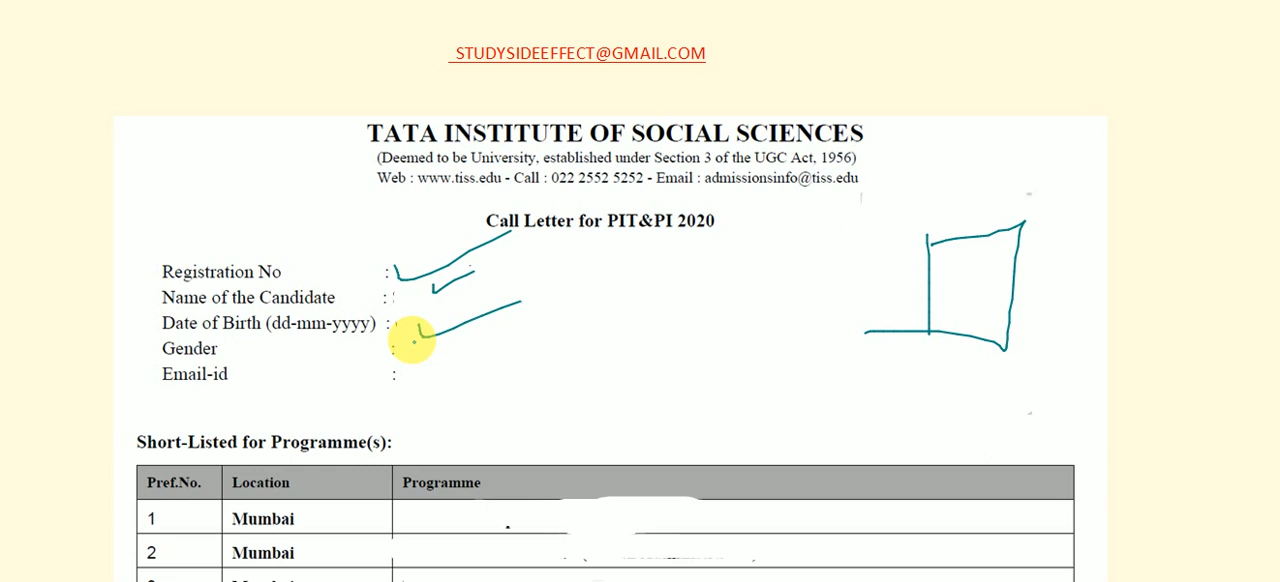 STUDYSIDEEFFECT@GMAIL.COM
TATA INSTITUTE OF SOCIAL SCIENCES
(Deemed to be University, established under Section 3 of the UGC Act, 1956)
Web : www.tiss.edu - Call : 022 2552 5252 - Email : admissionsinfo@tiss.edu
Call Letter for PIT&PI 2020
Registration No :
Name of the Candidate :
Date of Birth (dd-mm-yyyy) :
Gender :
Email-id :
Short-Listed for Programme(s):
Pref.No. Location Programme
1 Mumbai
2 Mumbai